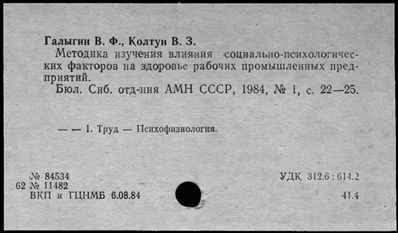 Галыгин В. Ф., Колтун В. З.
Методика изучения влияния социально-психологичес-
ких факторов на здоровье рабочих промышленных пред-
приятий.
Бюл. Сиб. отд-ния АМН СССР, 1984, № 1, с. 22—25.
— — 1. Труд — Психофизиология.
№ 84534 УДК 312.6 : 614.2
62 № 11482
ВКП и ГЦНМБ 6.08.84 41.4